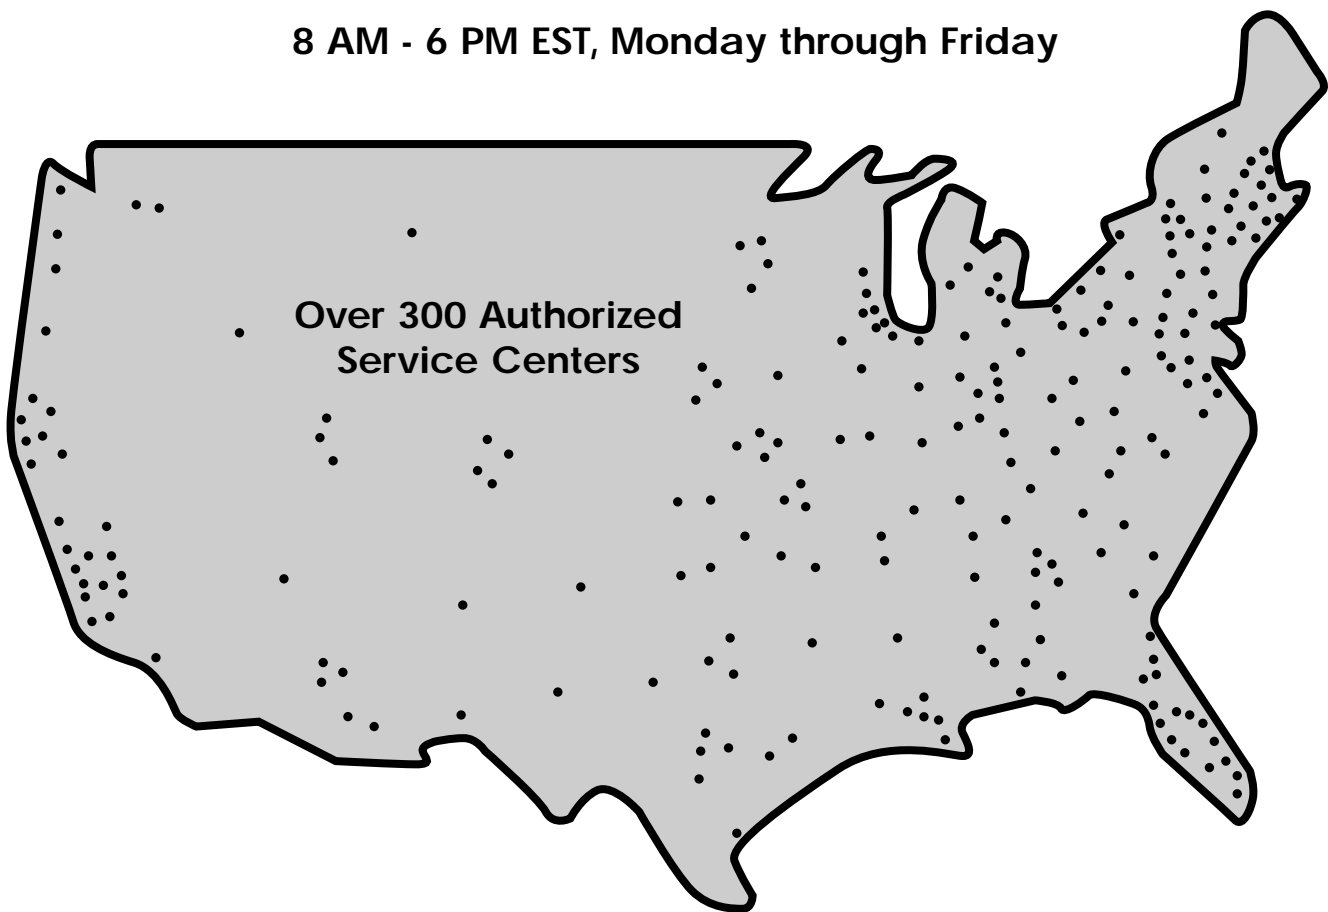 8 AM - 6 PM EST, Monday through Friday
Over 300 Authorized
Service Centers